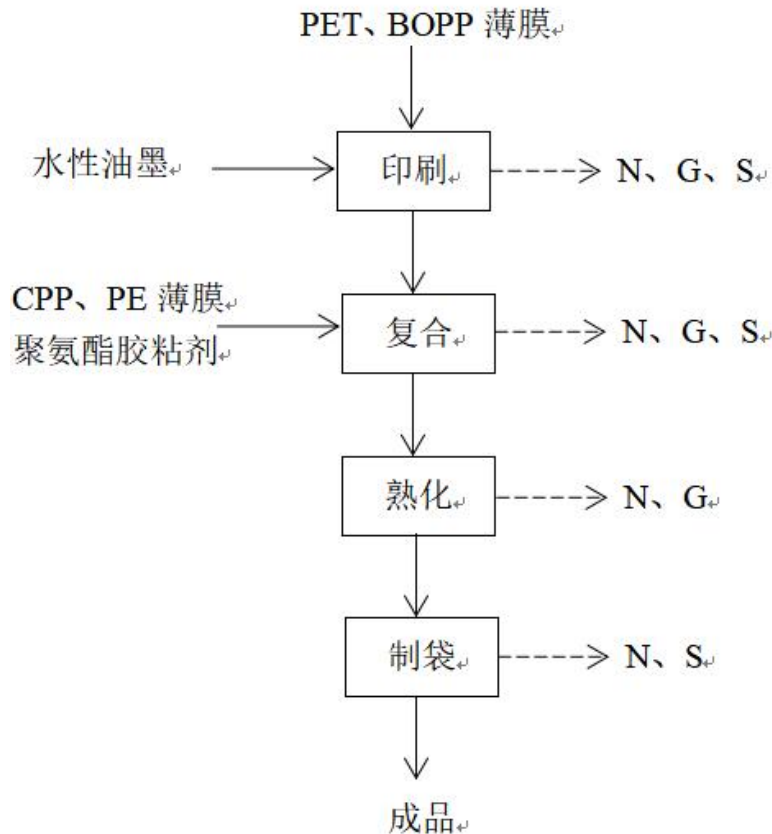 PET、BOPP 薄膜
水性油墨
印刷
N、G、S
CPP、PE 薄膜
聚氨酯胶粘剂
复合
N、G、S
熟化
N、G
制袋
N、S
成品